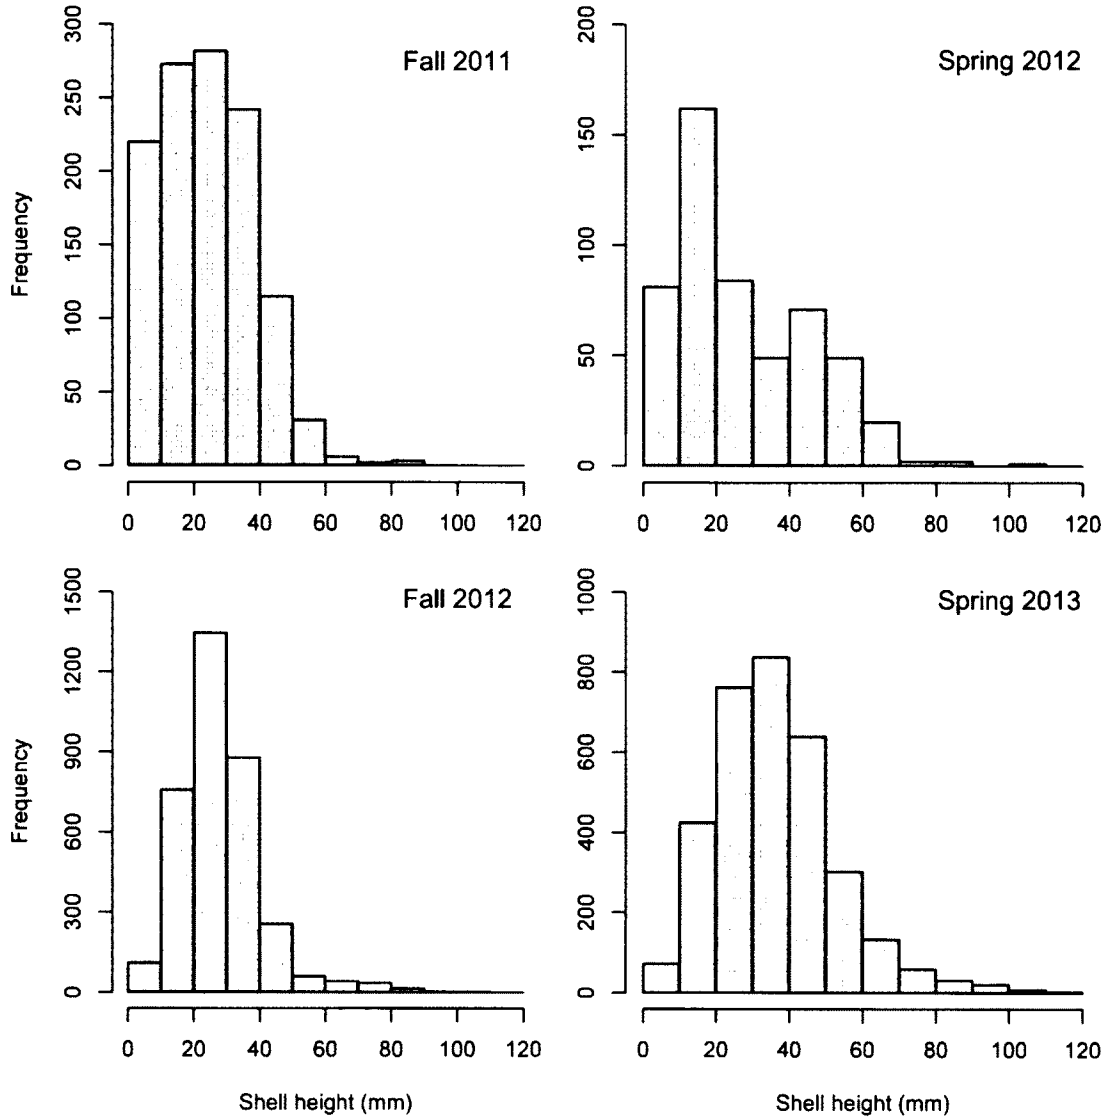 Fall 2011
Frequency
0 50 100 150 200 250 300
0 20 40 60 80 100 120
Spring 2012
0 50 100 150 200
0 20 40 60 80 100 120
Fall 2012
Frequency
0 300 600 900 1200 1500
0 20 40 60 80 100 120
Shell height (mm)
Spring 2013
0 200 400 600 800 1000
0 20 40 60 80 100 120
Shell height (mm)